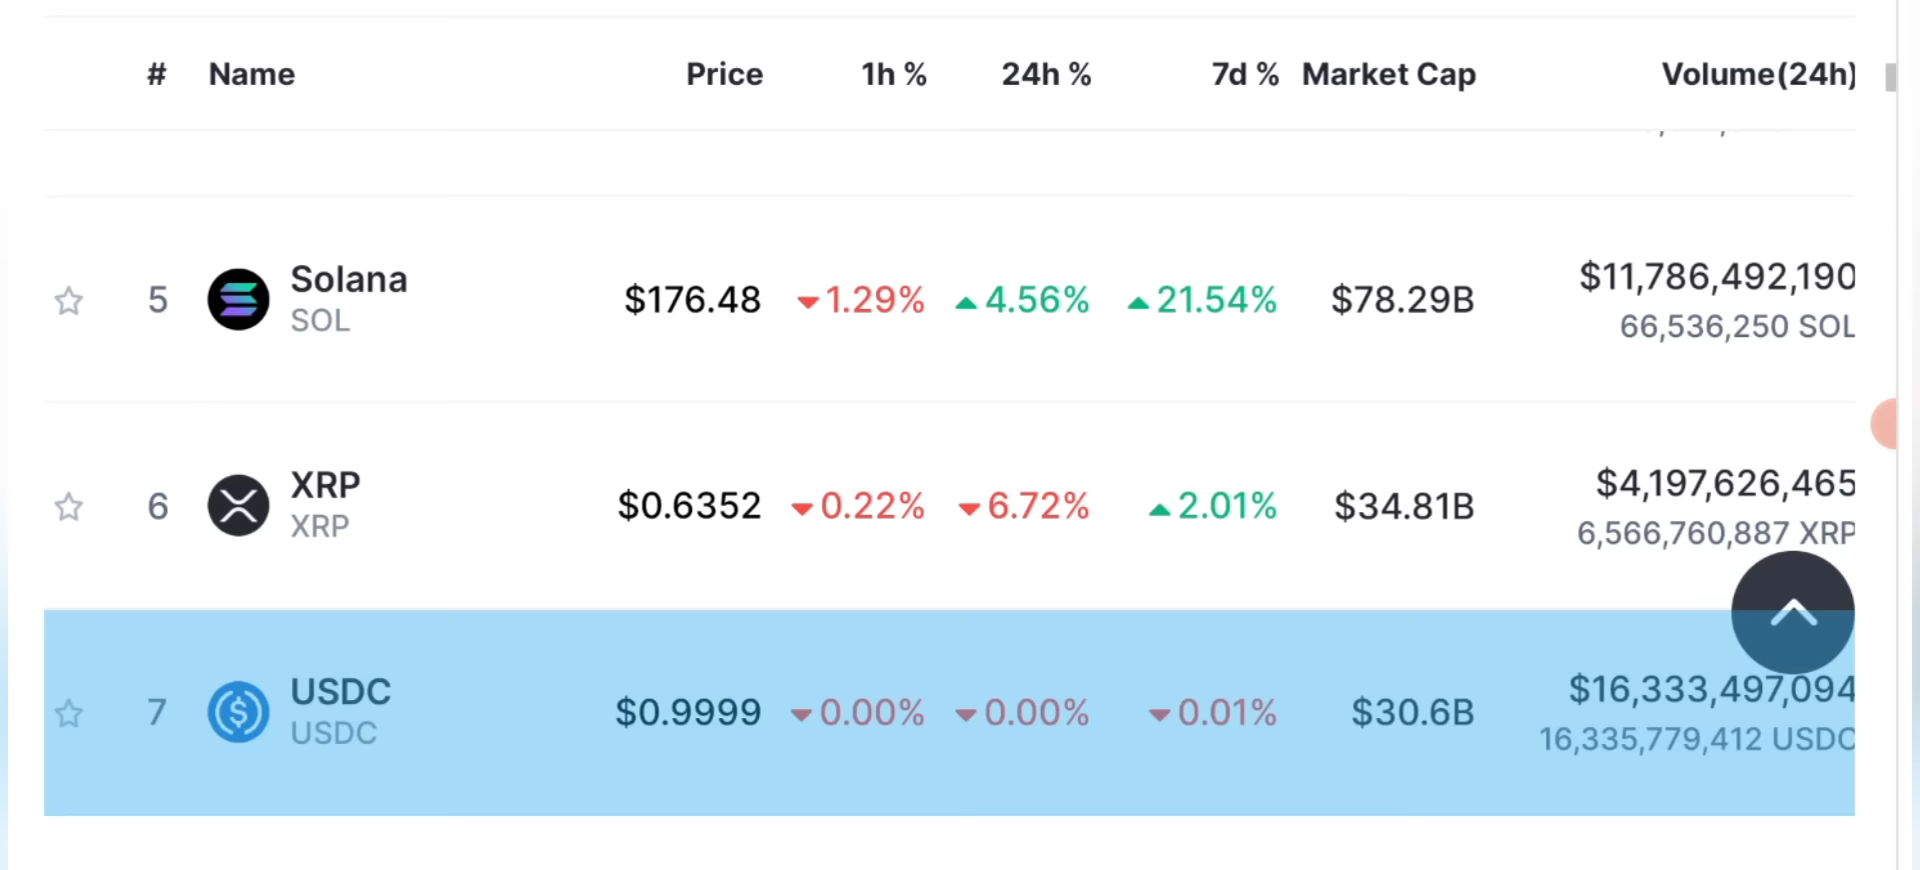 # Name Price 1h % 24h % 7d % Market Cap Volume(24h)
5 Solana SOL $176.48 1.29% 4.56% 21.54% $78.29B $11,786,492,190
66,536,250 SOL
6 XRP XRP $0.6352 0.22% 6.72% 2.01% $34.81B $4,197,626,465
6,566,760,887 XRP
7 USDC USDC $0.9999 0.00% 0.00% 0.01% $30.6B $16,333,497,094
16,335,779,412 USDC